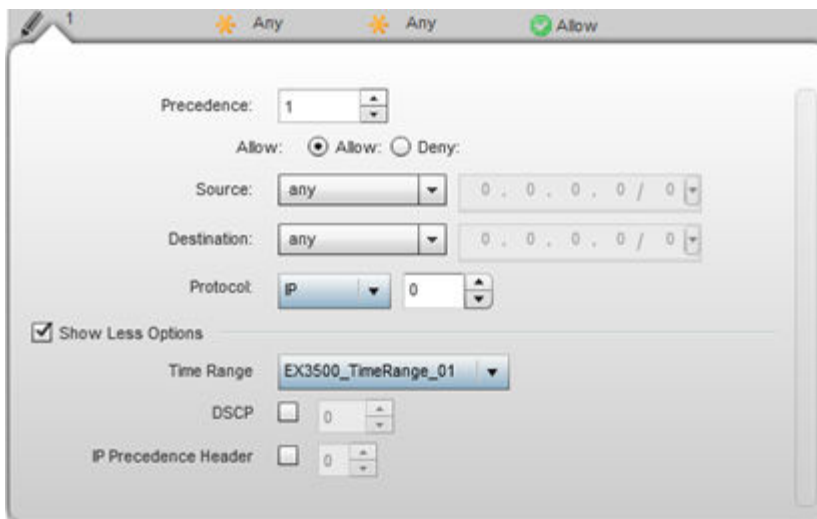 1 Any Any Allow
Precedence: 1
Allow: Allow: Deny:
Source: any 0 . 0 . 0 . 0 / 0
Destination: any 0 . 0 . 0 . 0 / 0
Protocol: IP 0
Show Less Options
Time Range EX3500_TimeRange_01
DSCP 0
IP Precedence Header 0